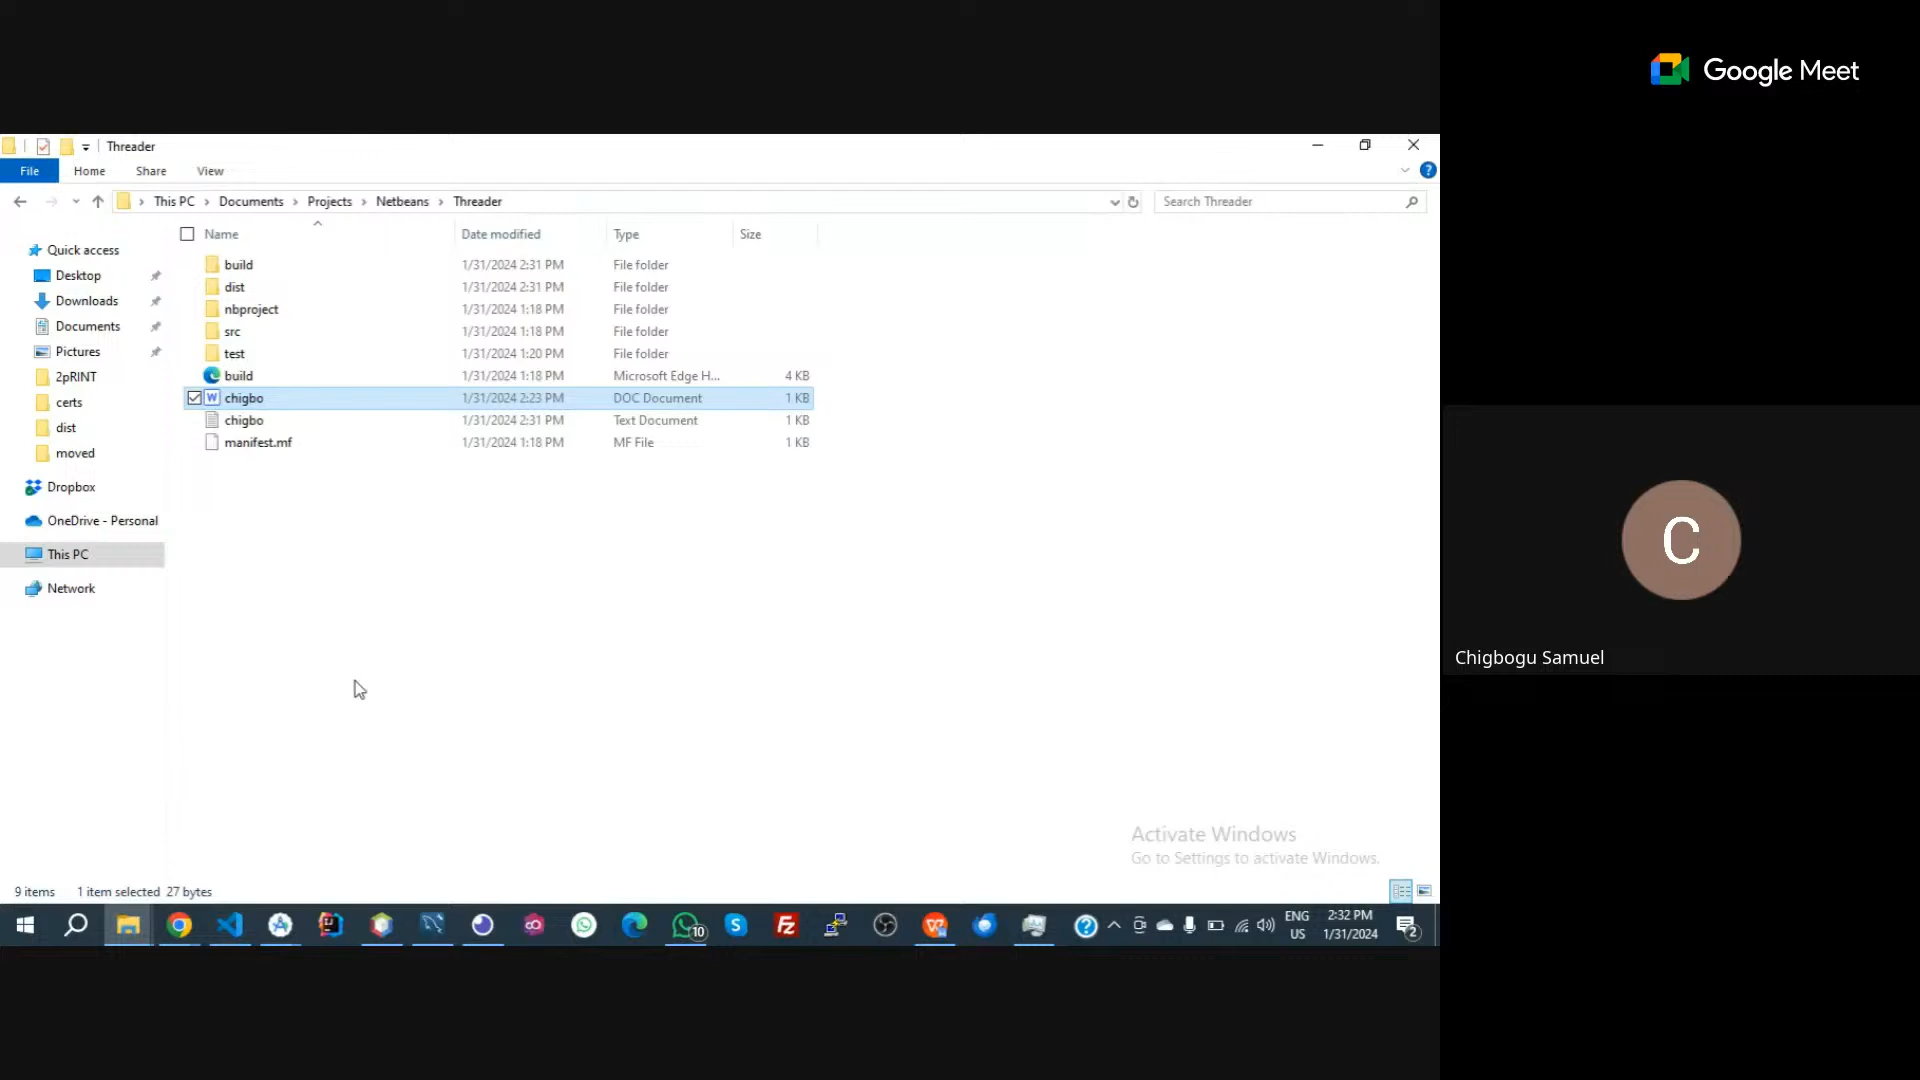 Google Meet
Threader
File Home Share View
This PC Documents Projects Netbeans Threader
Search Threader
Name Date modified Type Size
build 1/31/2024 2:31 PM File folder
dist 1/31/2024 2:31 PM File folder
nbproject 1/31/2024 1:18 PM File folder
src 1/31/2024 1:18 PM File folder
test 1/31/2024 1:20 PM File folder
build 1/31/2024 1:18 PM Microsoft Edge H... 4 KB
chigbo 1/31/2024 2:23 PM DOC Document 1 KB
chigbo 1/31/2024 2:31 PM Text Document 1 KB
manifest.mf 1/31/2024 1:18 PM MF File 1 KB
Quick access
Desktop
Downloads
Documents
Pictures
2pRINT
certs
dist
moved
Dropbox
OneDrive - Personal
This PC
Network
C
Chigbogu Samuel
Activate Windows
Go to Settings to activate Windows.
9 items 1 item selected 27 bytes
10
ENG
US
2:32 PM
1/31/2024
2